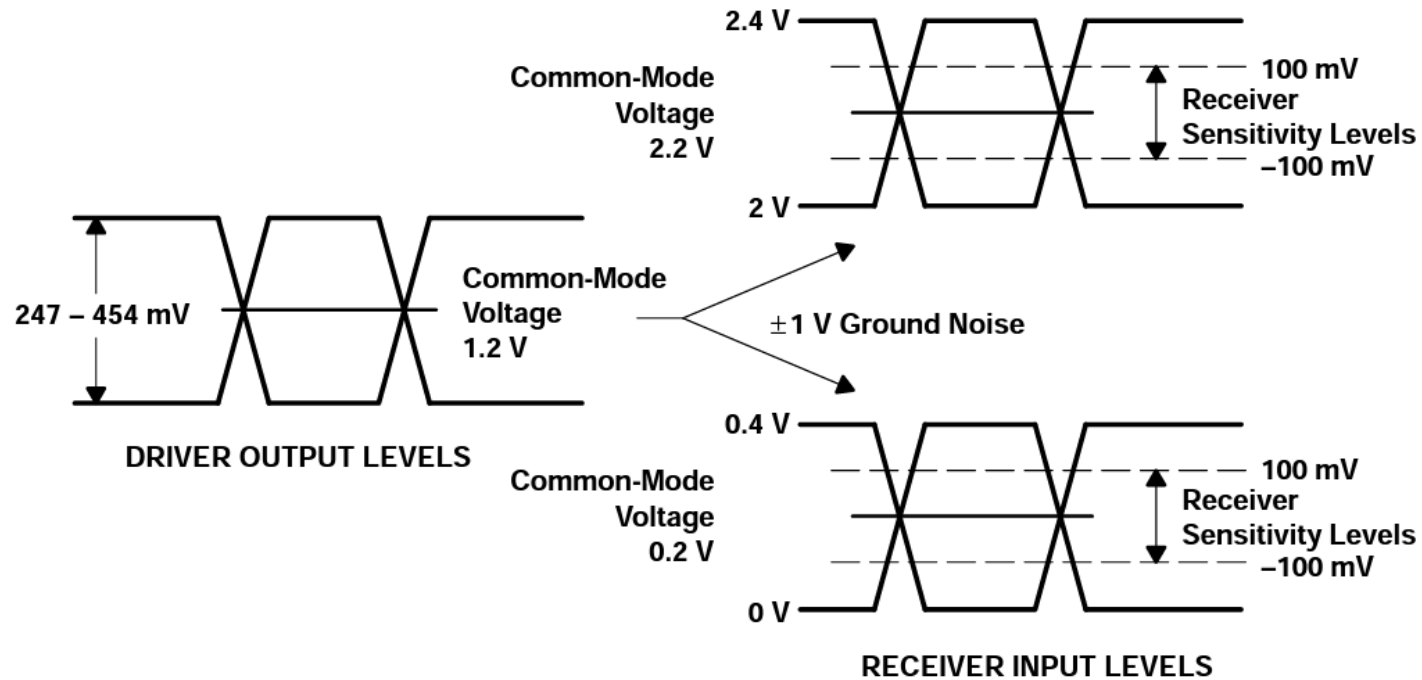 2.4 V
Common-Mode
Voltage
2.2 V
100 mV
Receiver
Sensitivity Levels
–100 mV
2 V
247 – 454 mV
Common-Mode
Voltage
1.2 V
±1 V Ground Noise
DRIVER OUTPUT LEVELS
0.4 V
Common-Mode
Voltage
0.2 V
100 mV
Receiver
Sensitivity Levels
–100 mV
0 V
RECEIVER INPUT LEVELS